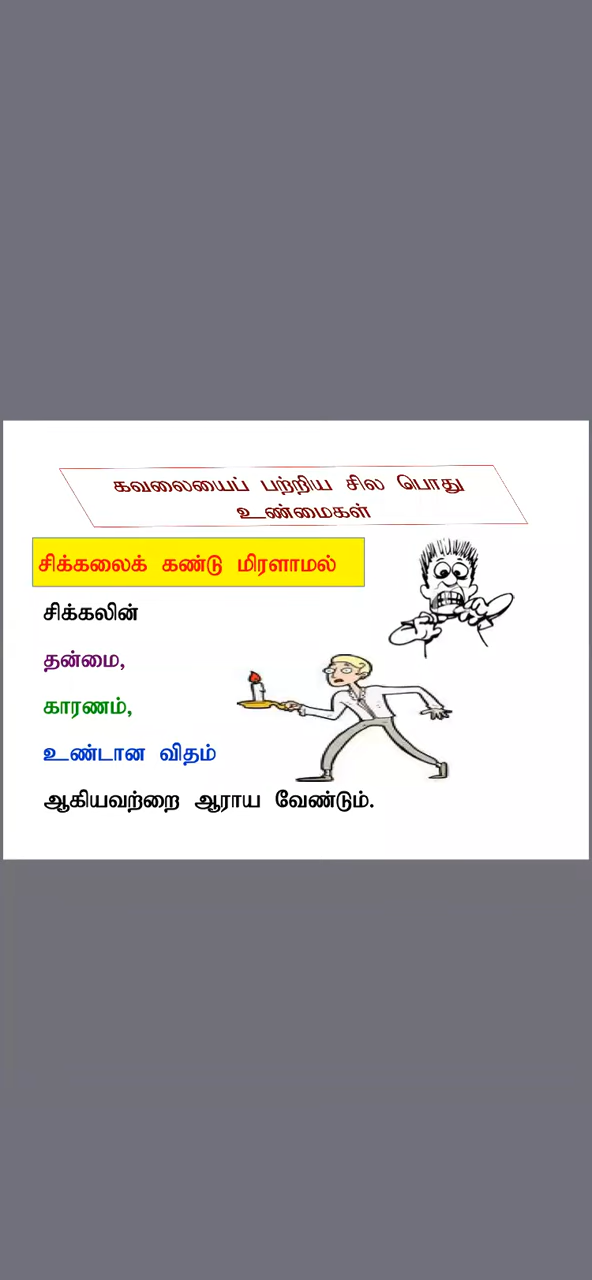 கவலையைப் பற்றிய சில பொது
உண்மைகள்
சிக்கலைக் கண்டு மிரளாமல்
சிக்கலின்
தன்மை,
காரணம்,
உண்டான விதம்
ஆகியவற்றை ஆராய வேண்டும்.